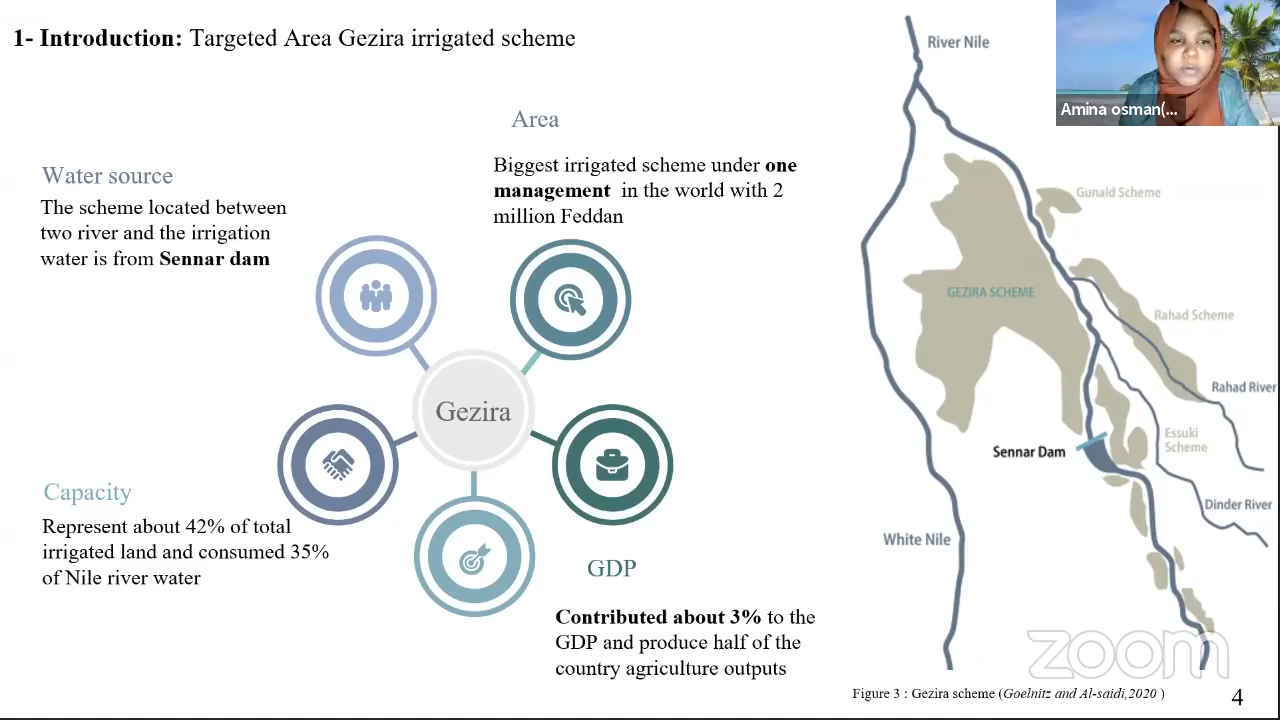 1- Introduction: Targeted Area Gezira irrigated scheme
Amina osman(...
Area
Biggest irrigated scheme under one
management in the world with 2
million Feddan
Water source
The scheme located between
two river and the irrigation
water is from Sennar dam
Gezira
Capacity
Represent about 42% of total
irrigated land and consumed 35%
of Nile river water
GDP
Contributed about 3% to the
GDP and produce half of the
country agriculture outputs
River Nile
Gunaid Scheme
GEZIRA SCHEME
Rahad Scheme
Rahad River
Essuki
Scheme
Sennar Dam
Dinder River
White Nile
zoom
Figure 3 : Gezira scheme (Goelnitz and Al-saidi,2020 )
4